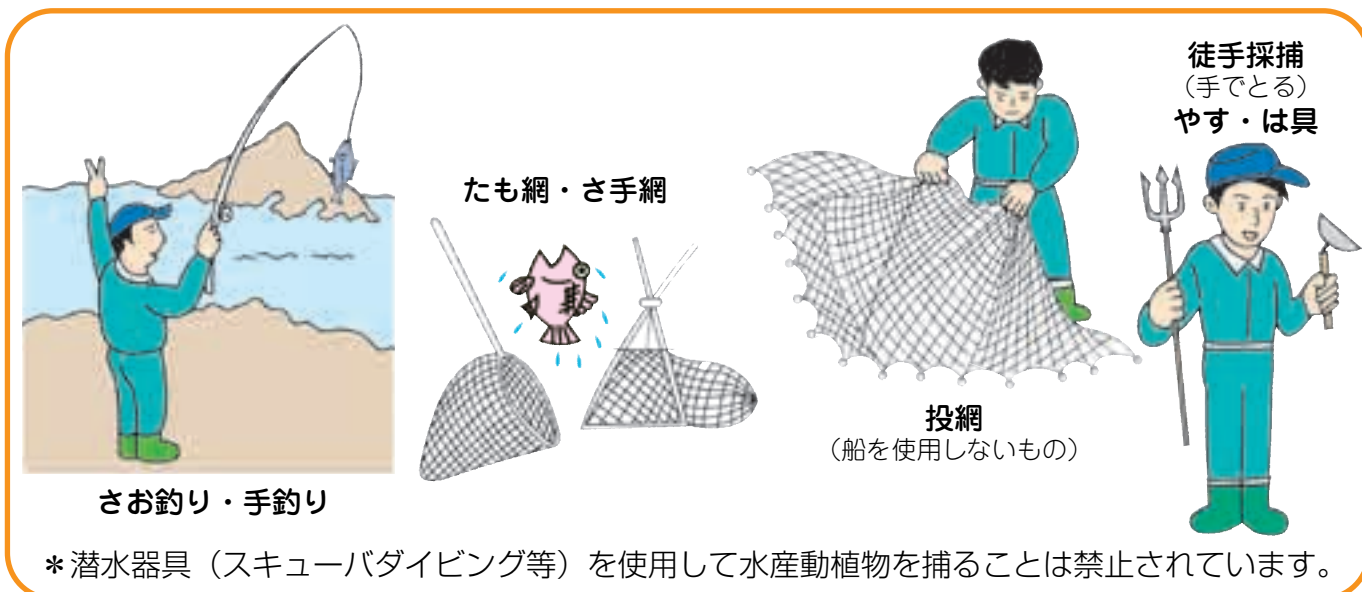 さお釣り・手釣り
たも網・さ手網
投網
（船を使用しないもの）
徒手採捕
（手でとる）
やす・は具
＊潜水器具（スキューバダイビング等）を使用して水産動植物を捕ることは禁止されています。